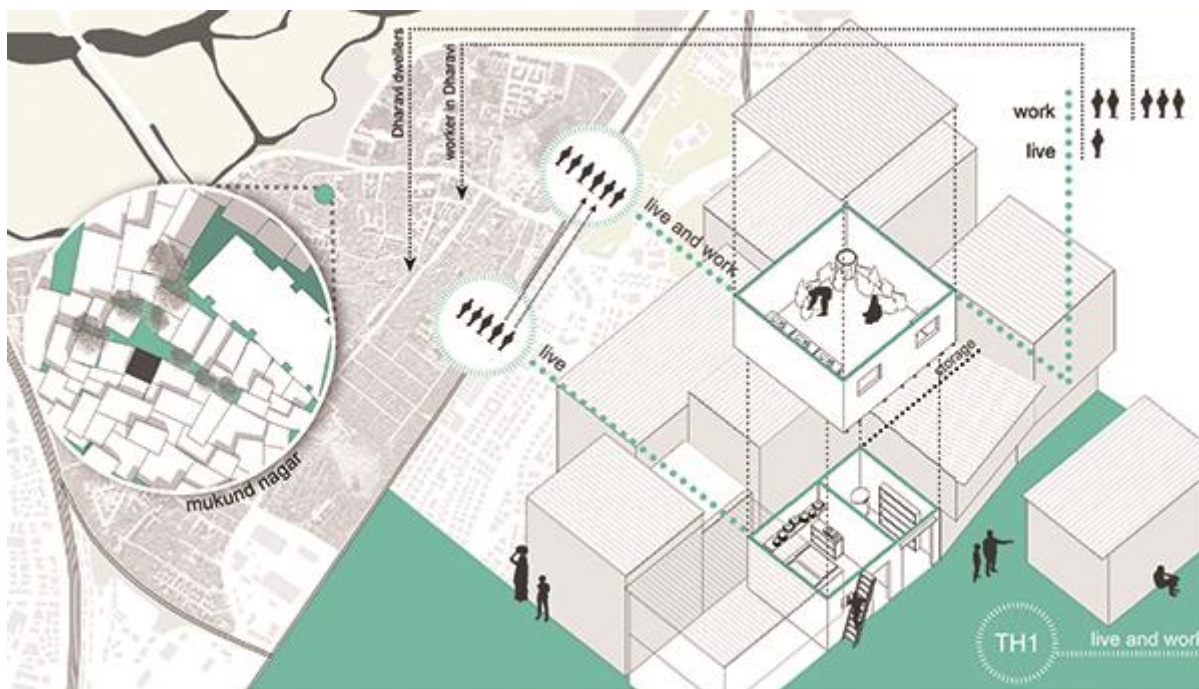 Dharavi dwellers
worker in Dharavi
work
live
live and work
live
storage
mukund nagar
TH1
live and work